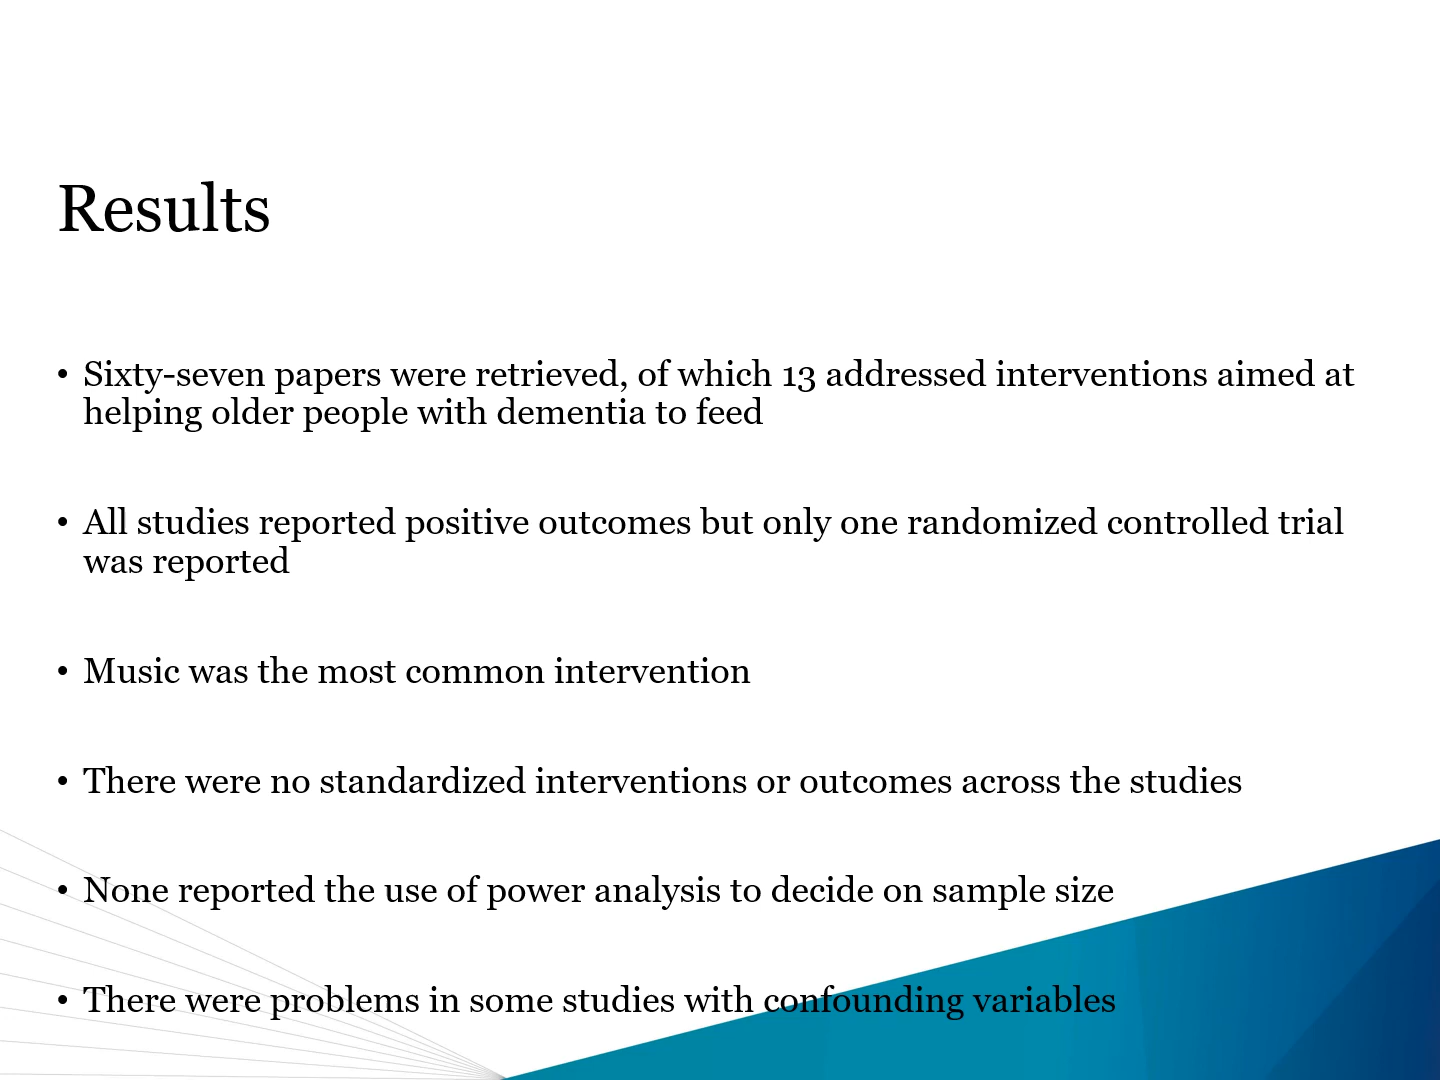 Results
• Sixty-seven papers were retrieved, of which 13 addressed interventions aimed at
helping older people with dementia to feed
• All studies reported positive outcomes but only one randomized controlled trial
was reported
• Music was the most common intervention
• There were no standardized interventions or outcomes across the studies
• None reported the use of power analysis to decide on sample size
• There were problems in some studies with confounding variables